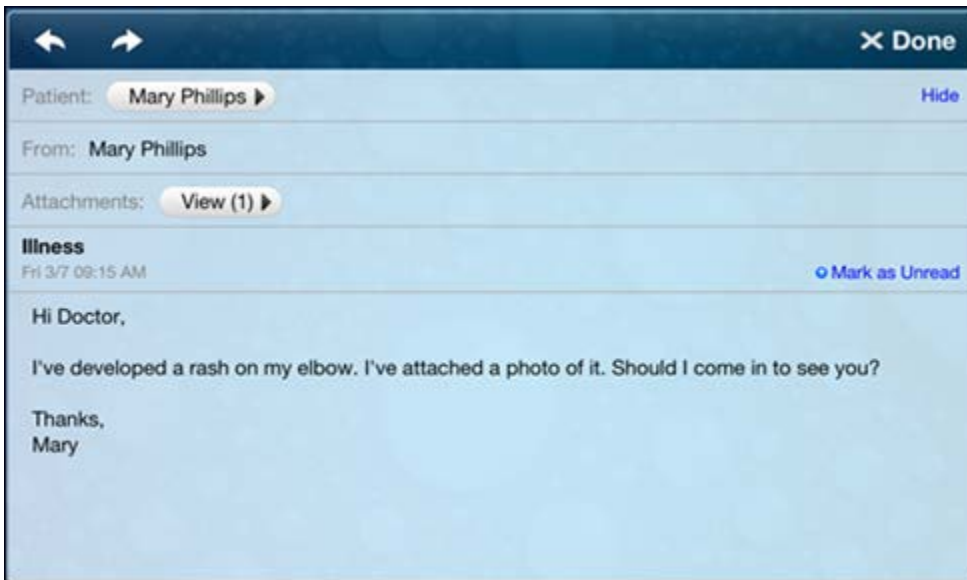 Done
Patient: Mary Phillips
Hide
From: Mary Phillips
Attachments: View (1)
Illness
Fri 3/7 09:15 AM
Mark as Unread
Hi Doctor,
I've developed a rash on my elbow. I've attached a photo of it. Should I come in to see you?
Thanks,
Mary